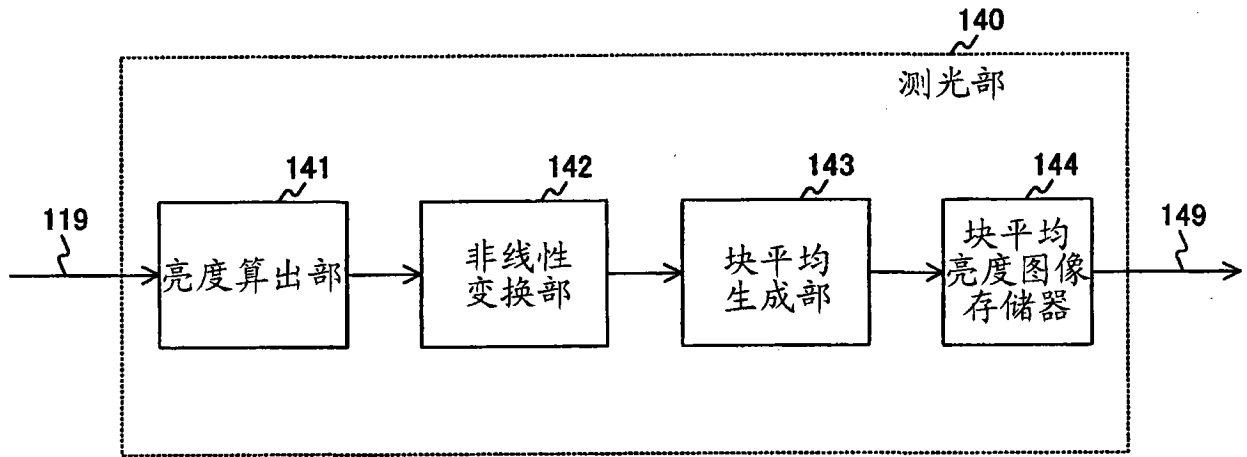 140
测光部
141
142
143
144
119
149
亮度算出部
非线性
变换部
块平均
生成部
块平均
亮度图像
存储器